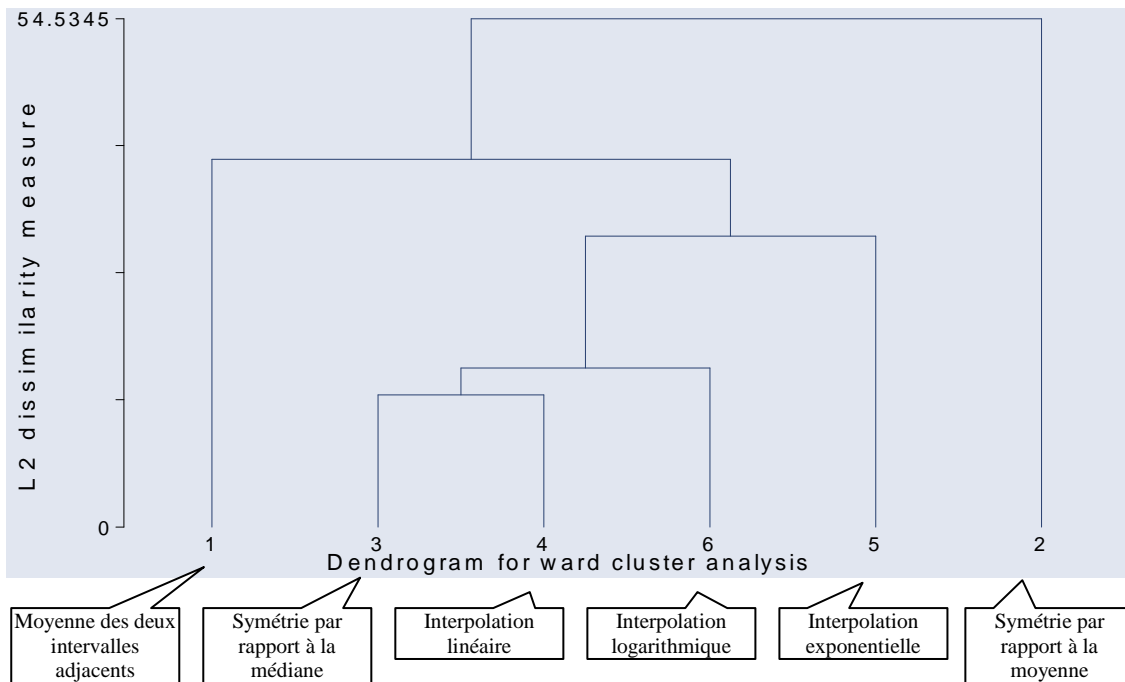 54.5345
L2 dissimilarity measure
0
1 3 4 6 5 2
Dendrogram for ward cluster analysis
Moyenne des deux
intervalles
adjacents
Symétrie par
rapport à la
médiane
Interpolation
linéaire
Interpolation
logarithmique
Interpolation
exponentielle
Symétrie par
rapport à la
moyenne